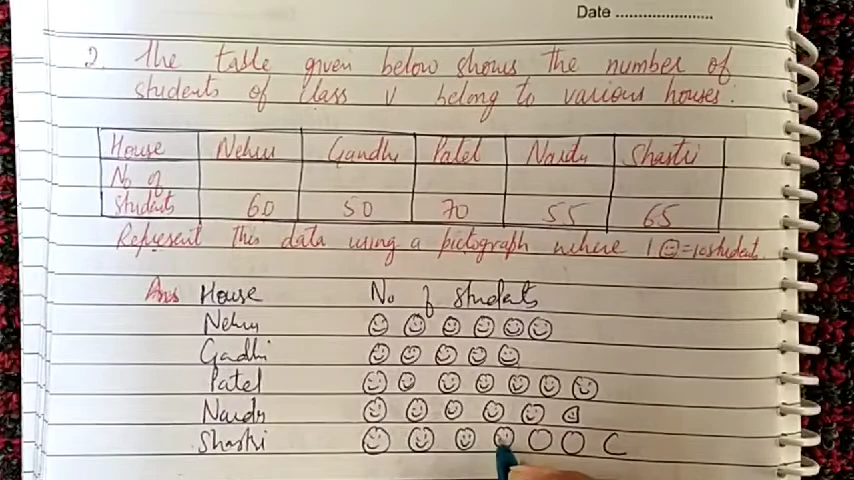 Date ........................
2. The table given below shows the number of
students of class V belong to various houses.
House Nehru Gandhi Patel Naidu Shastri
No of
students 60 50 70 55 65
Represent this data using a pictograph where 1 ☺ = 10 student.
Ans House No of students
Nehru
Gadhi
Patel
Naidu
Shastri